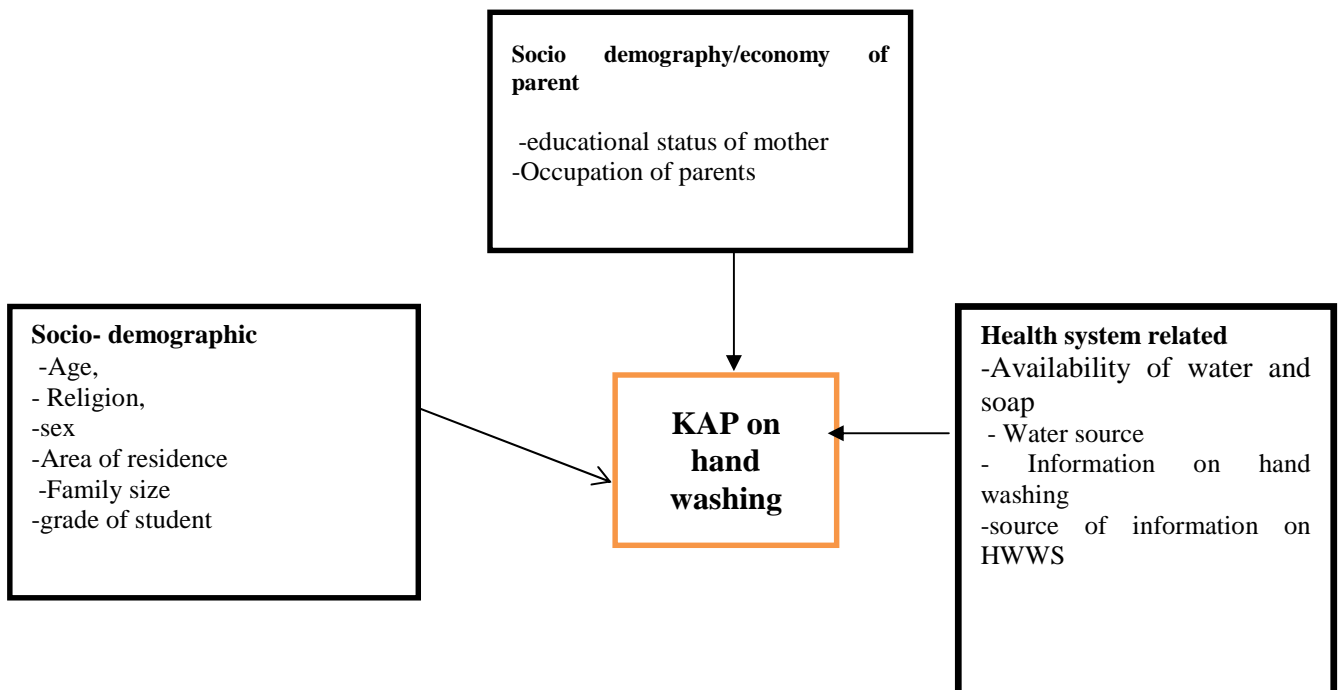 Socio demography/economy of
parent
-educational status of mother
-Occupation of parents
Socio- demographic
-Age,
- Religion,
-sex
-Area of residence
-Family size
-grade of student
KAP on
hand
washing
Health system related
-Availability of water and
soap
- Water source
- Information on hand
washing
-source of information on
HWWS